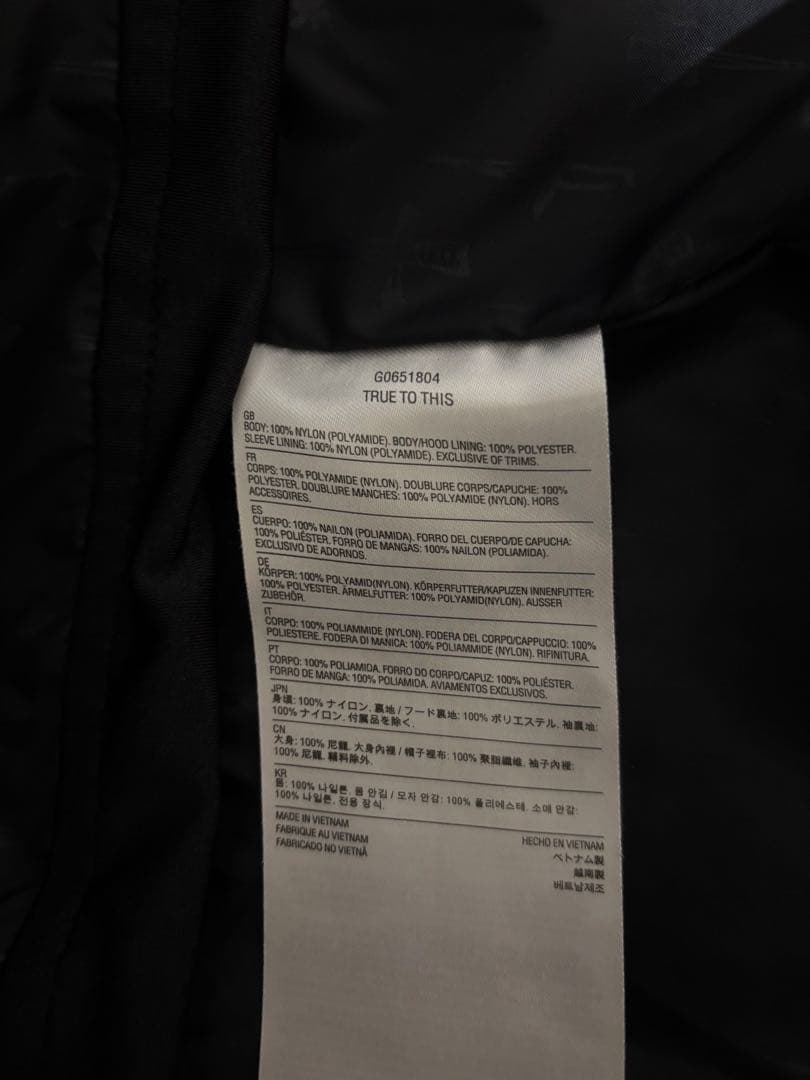 G0651804
TRUE TO THIS
GB
BODY: 100% NYLON (POLYAMIDE). BODY/HOOD LINING: 100% POLYESTER.
SLEEVE LINING: 100% NYLON (POLYAMIDE). EXCLUSIVE OF TRIMS.
FR
CORPS: 100% POLYAMIDE (NYLON). DOUBLURE CORPS/CAPUCHE: 100%
POLYESTER. DOUBLURE MANCHES: 100% POLYAMIDE (NYLON). HORS
ACCESSOIRES.
ES
CUERPO: 100% NAILON (POLIAMIDA). FORRO DEL CUERPO/DE CAPUCHA:
100% POLIÉSTER. FORRO DE MANGAS: 100% NAILON (POLIAMIDA).
EXCLUSIVO DE ADORNOS.
DE
KÖRPER: 100% POLYAMID(NYLON). KÖRPERFUTTER/KAPUZEN INNENFUTTER:
100% POLYESTER. ÄRMELFUTTER: 100% POLYAMID(NYLON). AUSSER
ZUBEHÖR.
IT
CORPO: 100% POLIAMMIDE (NYLON). FODERA DEL CORPO/CAPPUCCIO: 100%
POLIESTERE. FODERA DI MANICA: 100% POLIAMMIDE (NYLON). RIFINITURA.
PT
CORPO: 100% POLIAMIDA. FORRO DO CORPO/CAPUZ: 100% POLIÉSTER.
FORRO DE MANGA: 100% POLIAMIDA. AVIAMENTOS EXCLUSIVOS.
JPN
身頃: 100% ナイロン. 裏地 / フード裏地: 100% ポリエステル. 袖裏地:
100% ナイロン. 付属品を除く.
CN
大身: 100% 尼龍. 大身內裡 / 帽子裡布: 100% 聚脂纖維. 袖子內裡:
100% 尼龍. 輔料除外.
KR
몸: 100% 나일론. 몸 안감 / 모자 안감: 100% 폴리에스테. 소매 안감:
100% 나일론. 전용 장식.
MADE IN VIETNAM
FABRIQUE AU VIETNAM
FABRICADO NO VIETNÃ
HECHO EN VIETNAM
ベトナム製
越南製
베트남제조